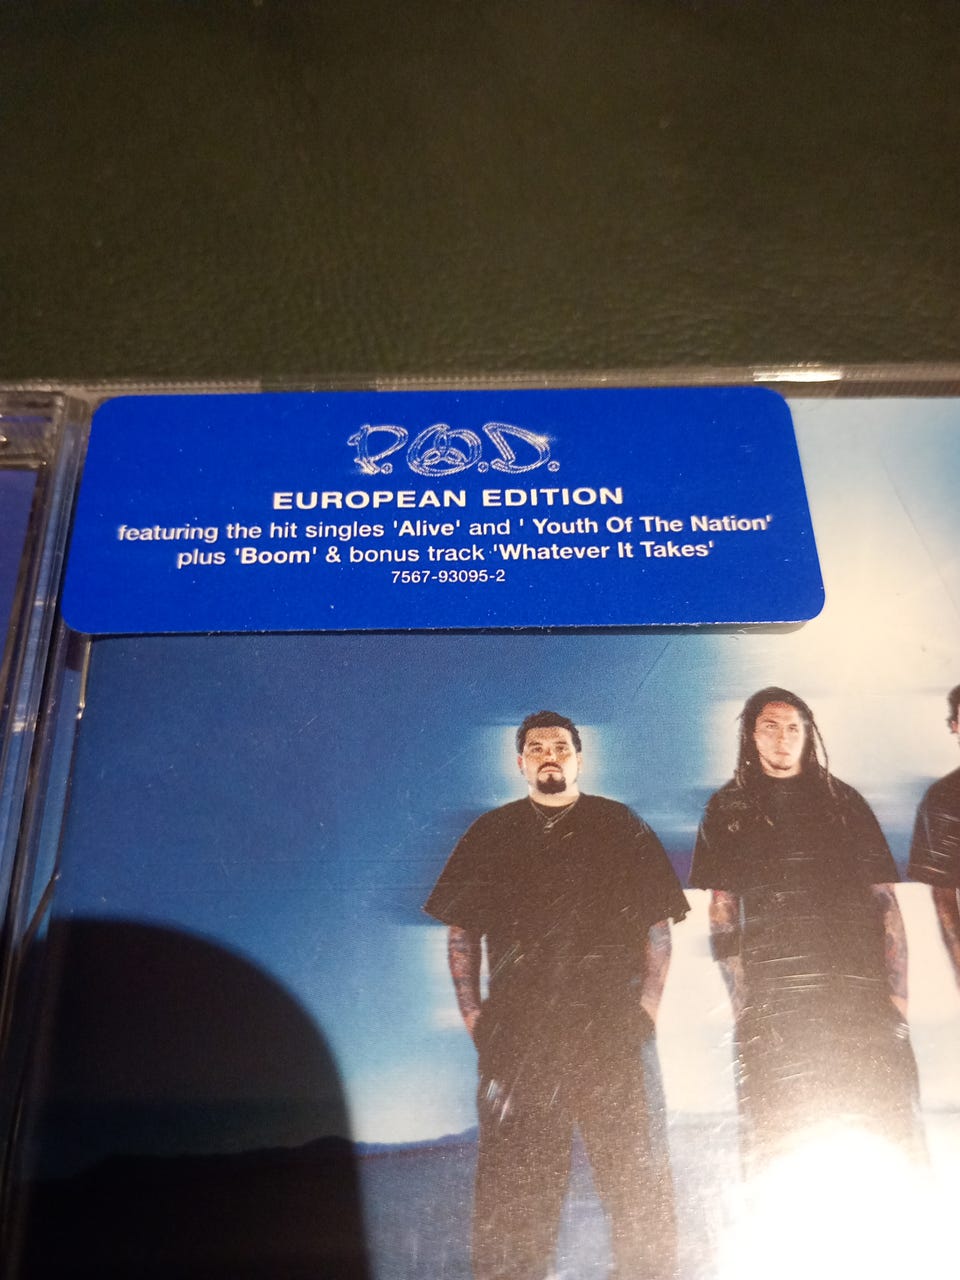 P.O.D.
EUROPEAN EDITION
featuring the hit singles 'Alive' and ' Youth Of The Nation'
plus 'Boom' & bonus track 'Whatever It Takes'
7567-93095-2